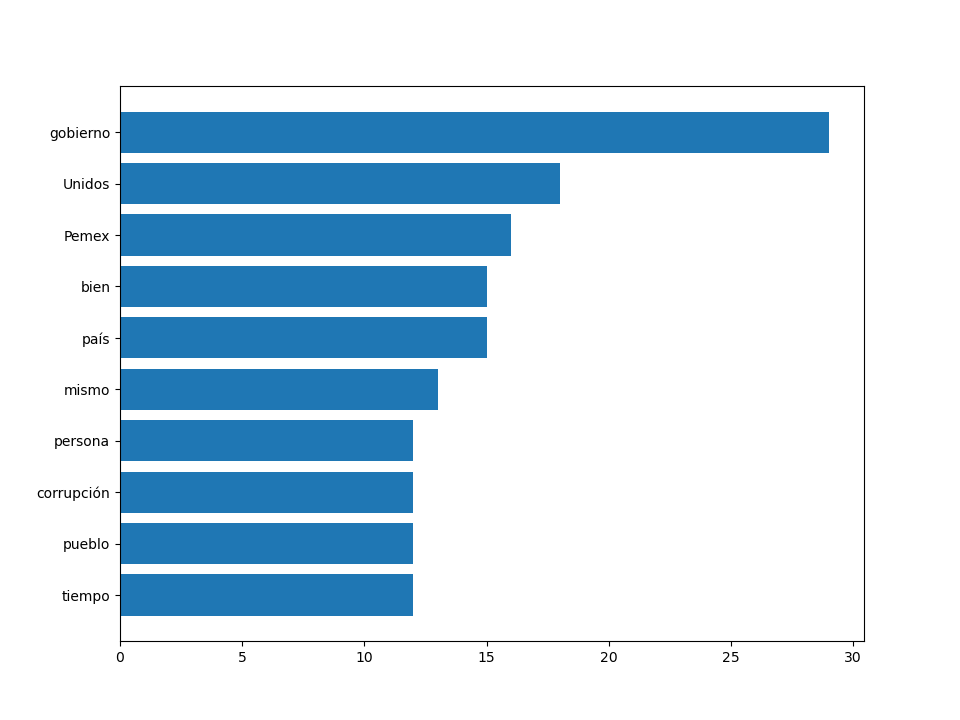 gobierno
Unidos
Pemex
bien
país
mismo
persona
corrupción
pueblo
tiempo
0 5 10 15 20 25 30